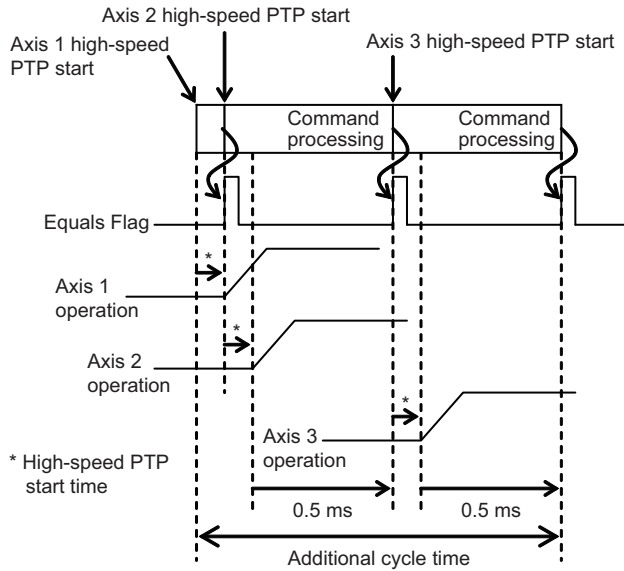 Axis 2 high-speed PTP start
Axis 1 high-speed
PTP start
Axis 3 high-speed PTP start
Command
processing
Command
processing
Equals Flag
*
Axis 1
operation
*
Axis 2
operation
*
Axis 3
operation
* High-speed PTP
start time
0.5 ms
0.5 ms
Additional cycle time